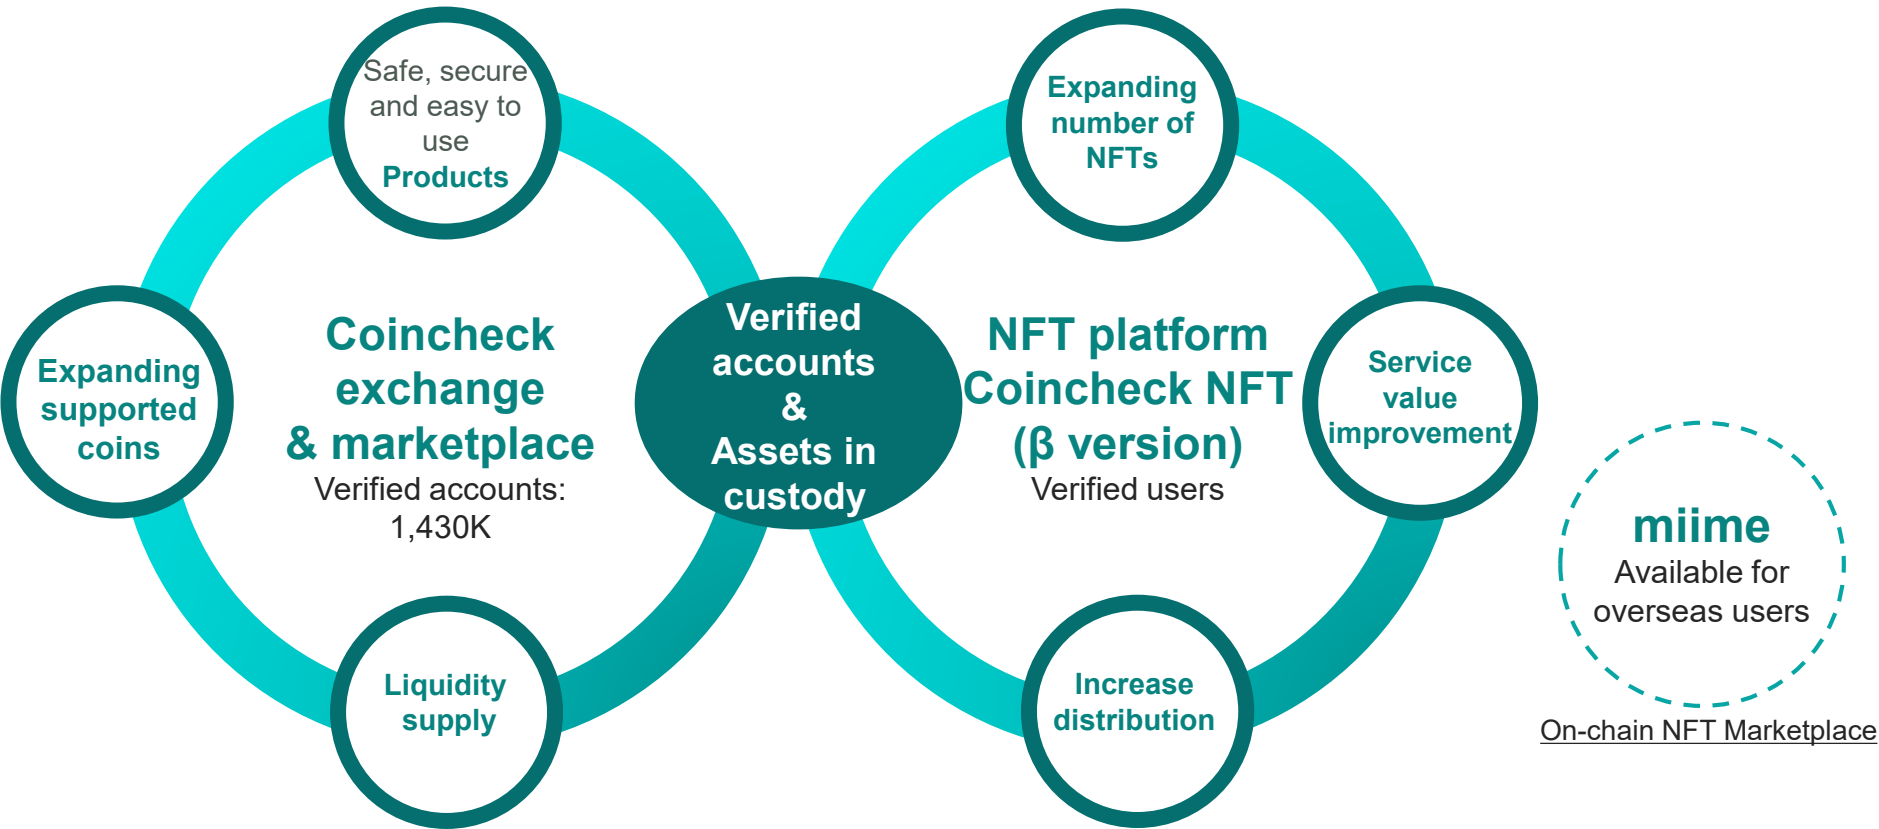 Safe, secure
and easy to
use
Products
Expanding
supported
coins
Coincheck
exchange
& marketplace
Verified accounts:
1,430K
Liquidity
supply
Verified
accounts
&
Assets in
custody
Expanding
number of
NFTs
NFT platform
Coincheck NFT
(β version)
Verified users
Service
value
improvement
Increase
distribution
miime
Available for
overseas users
On-chain NFT Marketplace